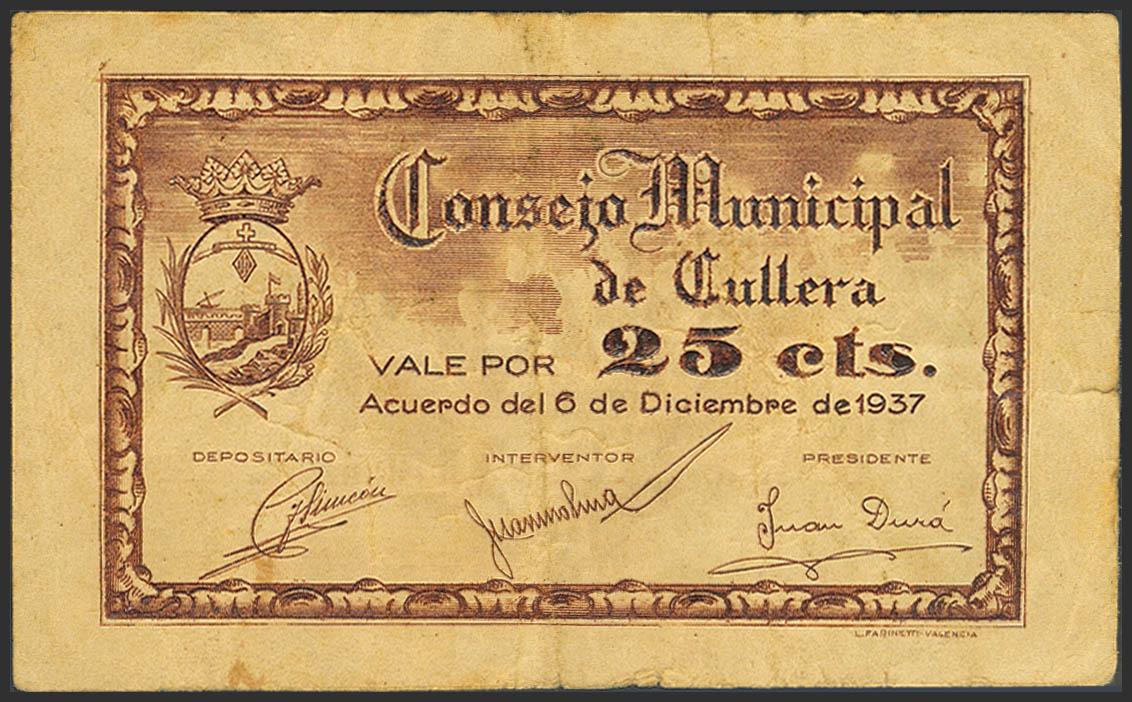 Consejo Municipal
de Cullera
VALE POR 25 cts.
Acuerdo del 6 de Diciembre de 1937
DEPOSITARIO INTERVENTOR PRESIDENTE
Juan Durá
L. FARINETTI-VALENCIA